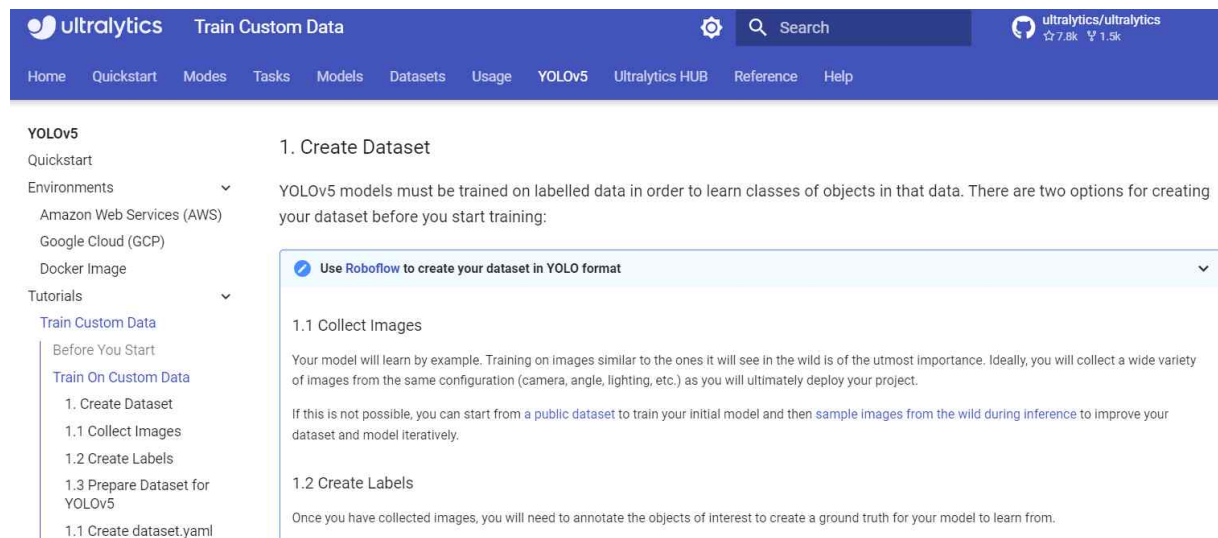 ultralytics Train Custom Data Search ultralytics/ultralytics
7.8k 1.5k
Home Quickstart Modes Tasks Models Datasets Usage YOLOv5 Ultralytics HUB Reference Help
YOLOv5
Quickstart
Environments
Amazon Web Services (AWS)
Google Cloud (GCP)
Docker Image
Tutorials
Train Custom Data
Before You Start
Train On Custom Data
1. Create Dataset
1.1 Collect Images
1.2 Create Labels
1.3 Prepare Dataset for
YOLOv5
1.1 Create dataset.yaml
1. Create Dataset
YOLOv5 models must be trained on labelled data in order to learn classes of objects in that data. There are two options for creating
your dataset before you start training:
Use Roboflow to create your dataset in YOLO format
1.1 Collect Images
Your model will learn by example. Training on images similar to the ones it will see in the wild is of the utmost importance. Ideally, you will collect a wide variety
of images from the same configuration (camera, angle, lighting, etc.) as you will ultimately deploy your project.
If this is not possible, you can start from a public dataset to train your initial model and then sample images from the wild during inference to improve your
dataset and model iteratively.
1.2 Create Labels
Once you have collected images, you will need to annotate the objects of interest to create a ground truth for your model to learn from.